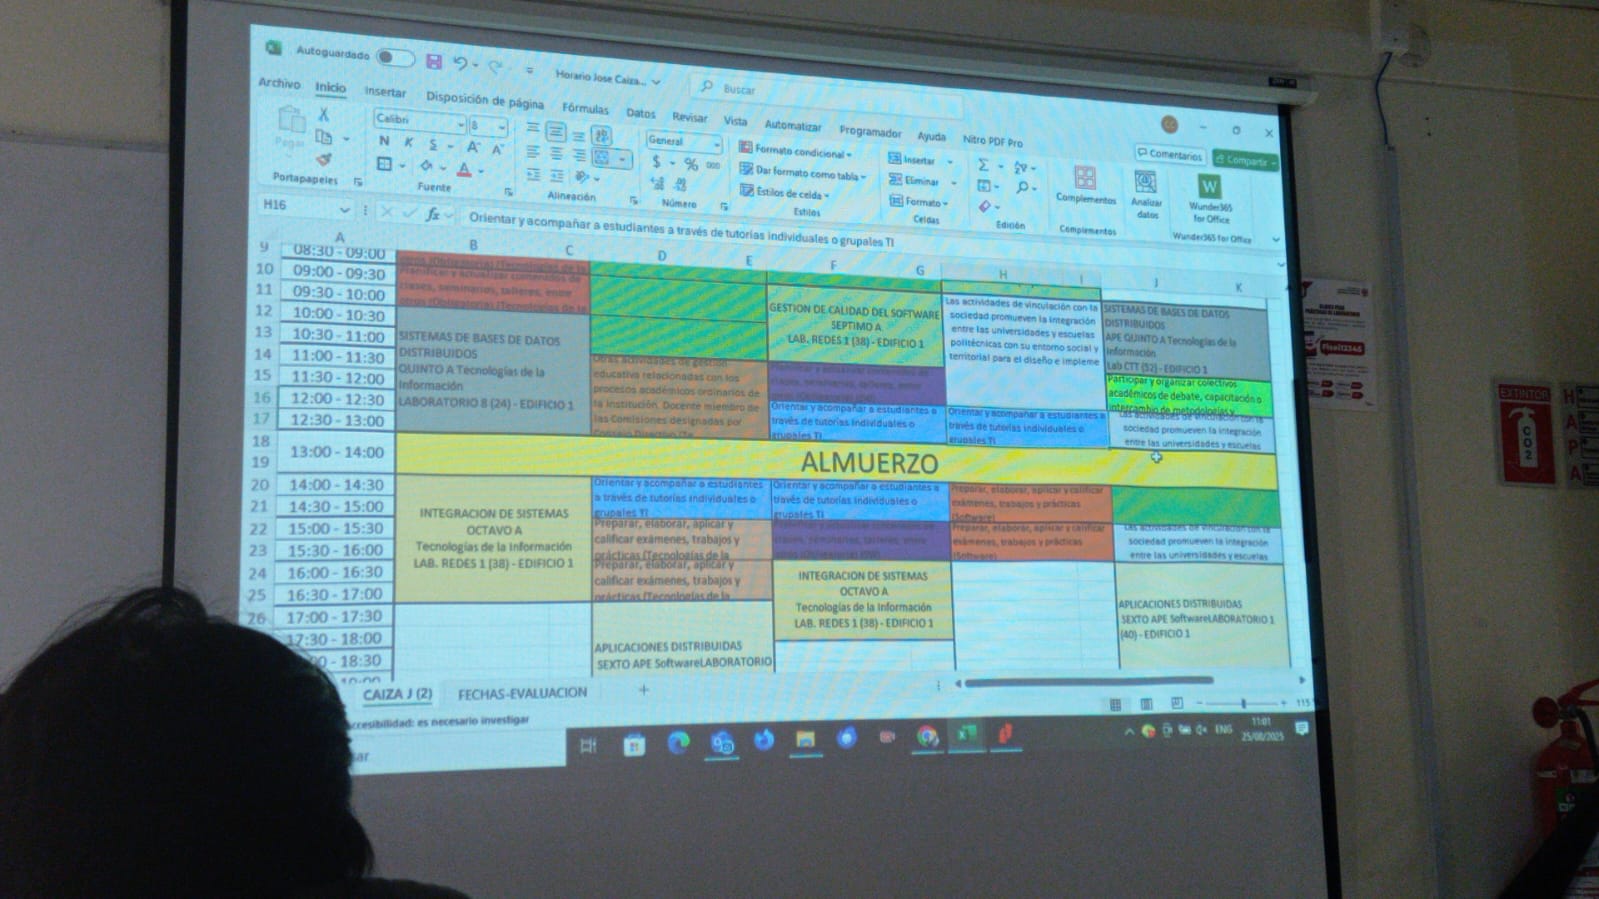 Autoguardado
Horario Jose Caiza...
Buscar
Archivo Inicio Insertar Disposición de página Fórmulas Datos Revisar Vista Automatizar Programador Ayuda Nitro PDF Pro
Comentarios
Compartir
Pegar
Portapapeles
Calibri
8
N K S
Fuente
Alineación
General
$ % 000
Número
Formato condicional
Dar formato como tabla
Estilos de celda
Estilos
Insertar
Eliminar
Formato
Celdas
Edición
Complementos
Complementos
Analizar
datos
Wunder365
for Office
Wunder365 for Office
H16
fx
Orientar y acompañar a estudiantes a través de tutorías individuales o grupales TI
A B C D E F G H I J K
9 08:30 - 09:00
10 09:00 - 09:30
11 09:30 - 10:00
12 10:00 - 10:30
13 10:30 - 11:00
14 11:00 - 11:30
15 11:30 - 12:00
16 12:00 - 12:30
17 12:30 - 13:00
18
19
13:00 - 14:00
20 14:00 - 14:30
21 14:30 - 15:00
22 15:00 - 15:30
23 15:30 - 16:00
24 16:00 - 16:30
25 16:30 - 17:00
26 17:00 - 17:30
17:30 - 18:00
- 18:30
otros (Obligatoria) (Tecnologías de la
Planificar y actualizar contenidos de
clases, seminarios, talleres, entre
otros (Obligatoria) (Tecnologías de la
SISTEMAS DE BASES DE DATOS
DISTRIBUIDOS
QUINTO A Tecnologías de la
Información
LABORATORIO 8 (24) - EDIFICIO 1
Otras actividades de gestión
educativa relacionadas con los
procesos académicos ordinarios de
la institución. Docente miembro de
las Comisiones designadas por
GESTION DE CALIDAD DEL SOFTWARE
SEPTIMO A
LAB. REDES 1 (38) - EDIFICIO 1
Planificar y actualizar contenidos de
clases, seminarios, talleres, entre
Orientar y acompañar a estudiantes a
través de tutorías individuales o
grupales TI
Las actividades de vinculación con la
sociedad promueven la integración
entre las universidades y escuelas
politécnicas con su entorno social y
territorial para el diseño e impleme
Orientar y acompañar a estudiantes a
través de tutorías individuales o
grupales TI
SISTEMAS DE BASES DE DATOS
DISTRIBUIDOS
APE QUINTO A Tecnologías de la
Información
Lab CTT (32) - EDIFICIO 1
Participar y organizar colectivos
académicos de debate, capacitación o
intercambio de metodologías y
Las actividades de vinculación con la
sociedad promueven la integración
entre las universidades y escuelas
ALMUERZO
INTEGRACION DE SISTEMAS
OCTAVO A
Tecnologías de la Información
LAB. REDES 1 (38) - EDIFICIO 1
Orientar y acompañar a estudiantes
a través de tutorías individuales o
grupales TI
Preparar, elaborar, aplicar y
calificar exámenes, trabajos y
prácticas (Tecnologías de la
Preparar, elaborar, aplicar y
calificar exámenes, trabajos y
prácticas (Tecnologías de la
APLICACIONES DISTRIBUIDAS
SEXTO APE SoftwareLABORATORIO
Orientar y acompañar a estudiantes a
través de tutorías individuales o
grupales TI
clases, seminarios, talleres, entre
INTEGRACION DE SISTEMAS
OCTAVO A
Tecnologías de la Información
LAB. REDES 1 (38) - EDIFICIO 1
Preparar, elaborar, aplicar y calificar
exámenes, trabajos y prácticas
(Software)
Preparar, elaborar, aplicar y calificar
exámenes, trabajos y prácticas
(Software)
Las actividades de vinculación con la
sociedad promueven la integración
entre las universidades y escuelas
APLICACIONES DISTRIBUIDAS
SEXTO APE SoftwareLABORATORIO 1
(40) - EDIFICIO 1
CAIZA J (2) FECHAS-EVALUACION +
ccesibilidad: es necesario investigar
ar
ENG
11:01
25/08/2025
EXTINTOR
CO2
H
A
P
A